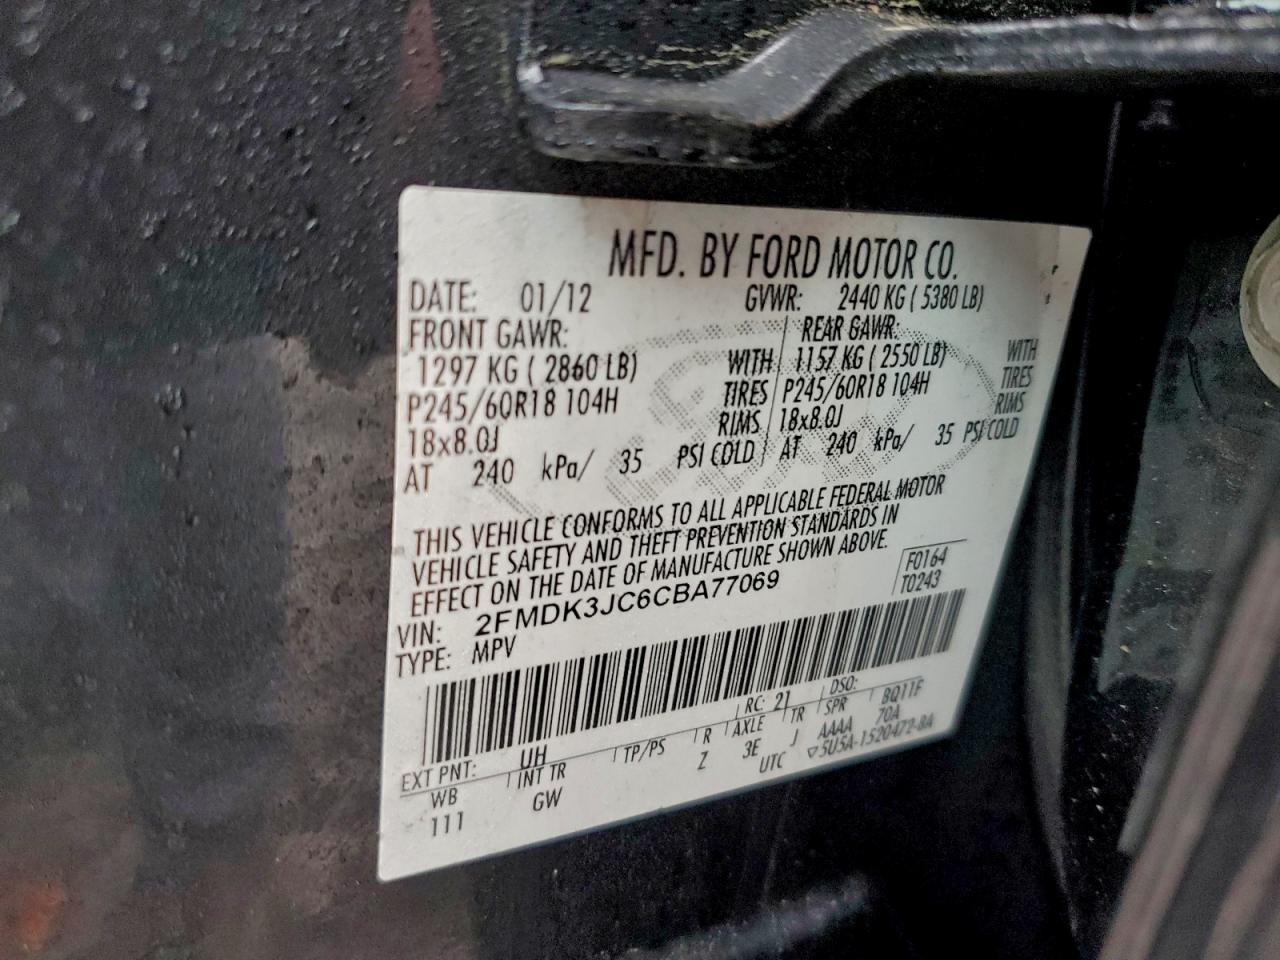 MFD. BY FORD MOTOR CO.
DATE: 01/12 GVWR: 2440 KG ( 5380 LB)
FRONT GAWR: REAR GAWR:
1297 KG ( 2860 LB) WITH 1157 KG ( 2550 LB) WITH
P245/60R18 104H TIRES P245/60R18 104H TIRES
18x8.0J RIMS 18x8.0J RIMS
AT 240 kPa/ 35 PSI COLD AT 240 kPa/ 35 PSI COLD
THIS VEHICLE CONFORMS TO ALL APPLICABLE FEDERAL MOTOR
VEHICLE SAFETY AND THEFT PREVENTION STANDARDS IN
EFFECT ON THE DATE OF MANUFACTURE SHOWN ABOVE.
F0164
T0243
VIN: 2FMDK3JC6CBA77069
TYPE: MPV
EXT PNT: UH RC: 21 DSO: BQ11F
WB INT TR TP/PS R AXLE TR SPR
111 GW Z 3E J AAAA 70A
UTC 5U5A-1520472-BA